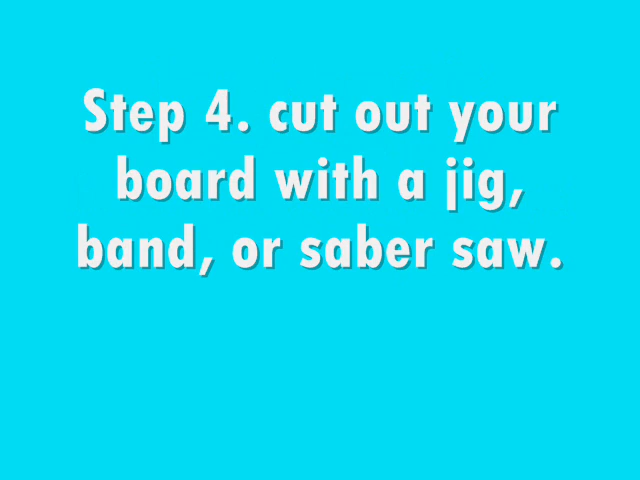 Step 4. cut out your
board with a jig,
band, or saber saw.